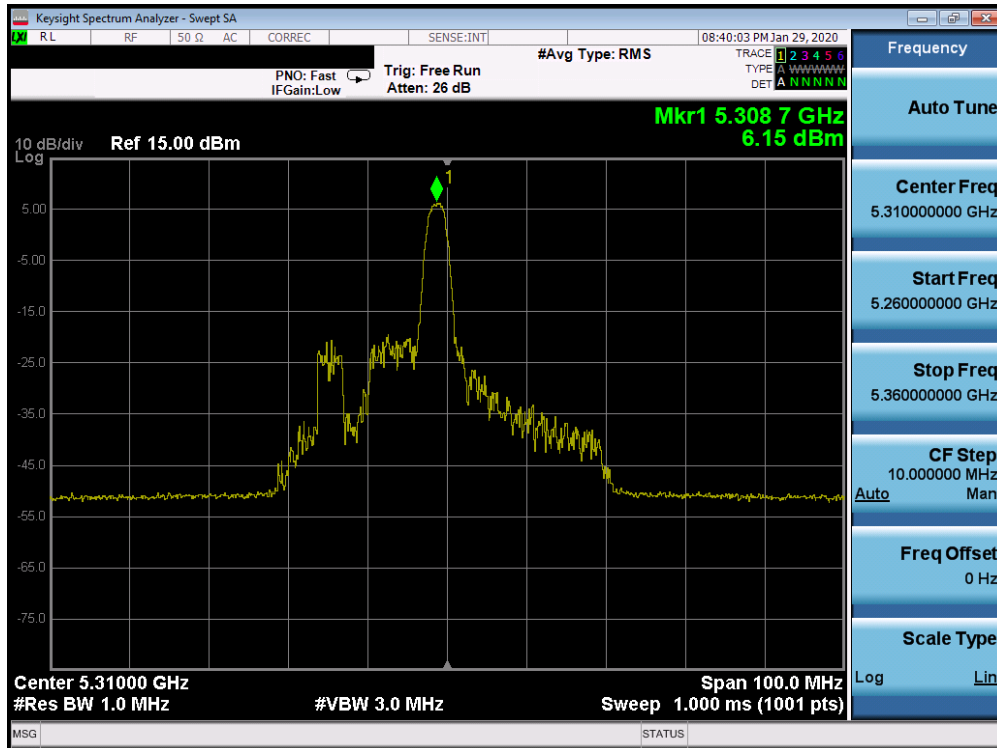 Keysight Spectrum Analyzer - Swept SA
LXI RL RF 50 Ω AC CORREC SENSE:INT 08:40:03 PM Jan 29, 2020
#Avg Type: RMS
TRACE 1 2 3 4 5 6
TYPE A WWWWW
DET A N N N N N
PNO: Fast Trig: Free Run
IFGain:Low Atten: 26 dB
Mkr1 5.308 7 GHz
6.15 dBm
10 dB/div Ref 15.00 dBm
Log
1
5.00
-5.00
-15.0
-25.0
-35.0
-45.0
-55.0
-65.0
-75.0
Center 5.31000 GHz Span 100.0 MHz
#Res BW 1.0 MHz #VBW 3.0 MHz Sweep 1.000 ms (1001 pts)
MSG STATUS
Frequency
Auto Tune
Center Freq
5.310000000 GHz
Start Freq
5.260000000 GHz
Stop Freq
5.360000000 GHz
CF Step
10.000000 MHz
Auto Man
Freq Offset
0 Hz
Scale Type
Log Lin